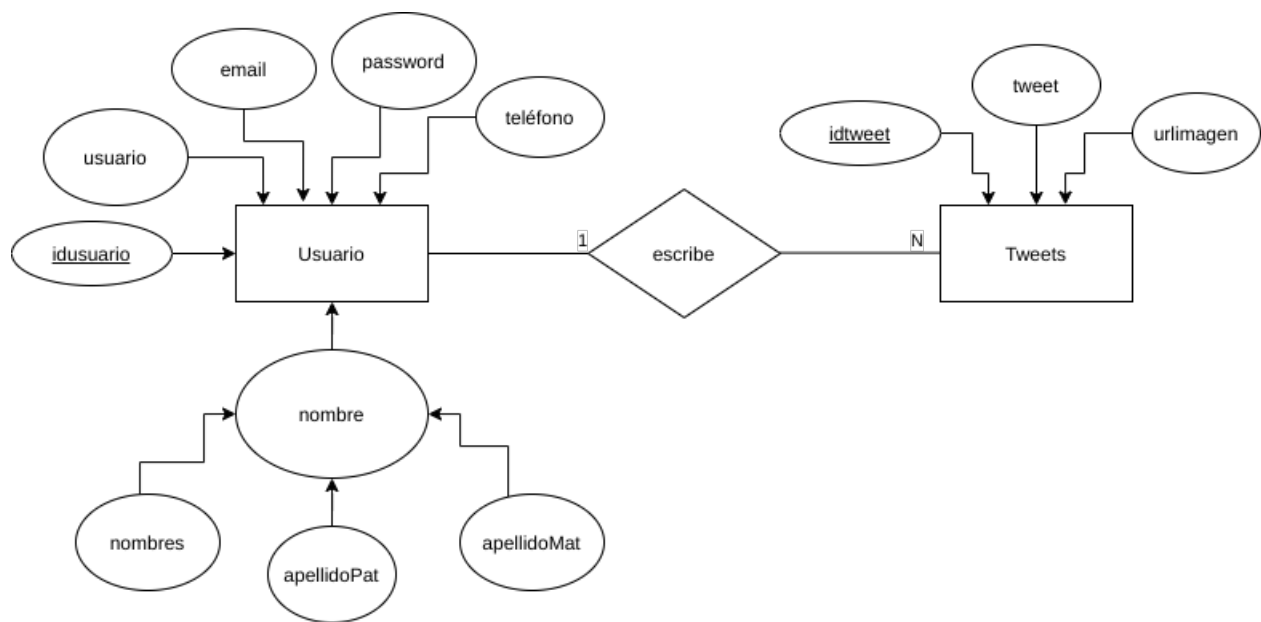 email
password
teléfono
usuario
idusuario
Usuario
1
escribe
N
idtweet
tweet
urlimagen
Tweets
nombre
nombres
apellidoPat
apellidoMat